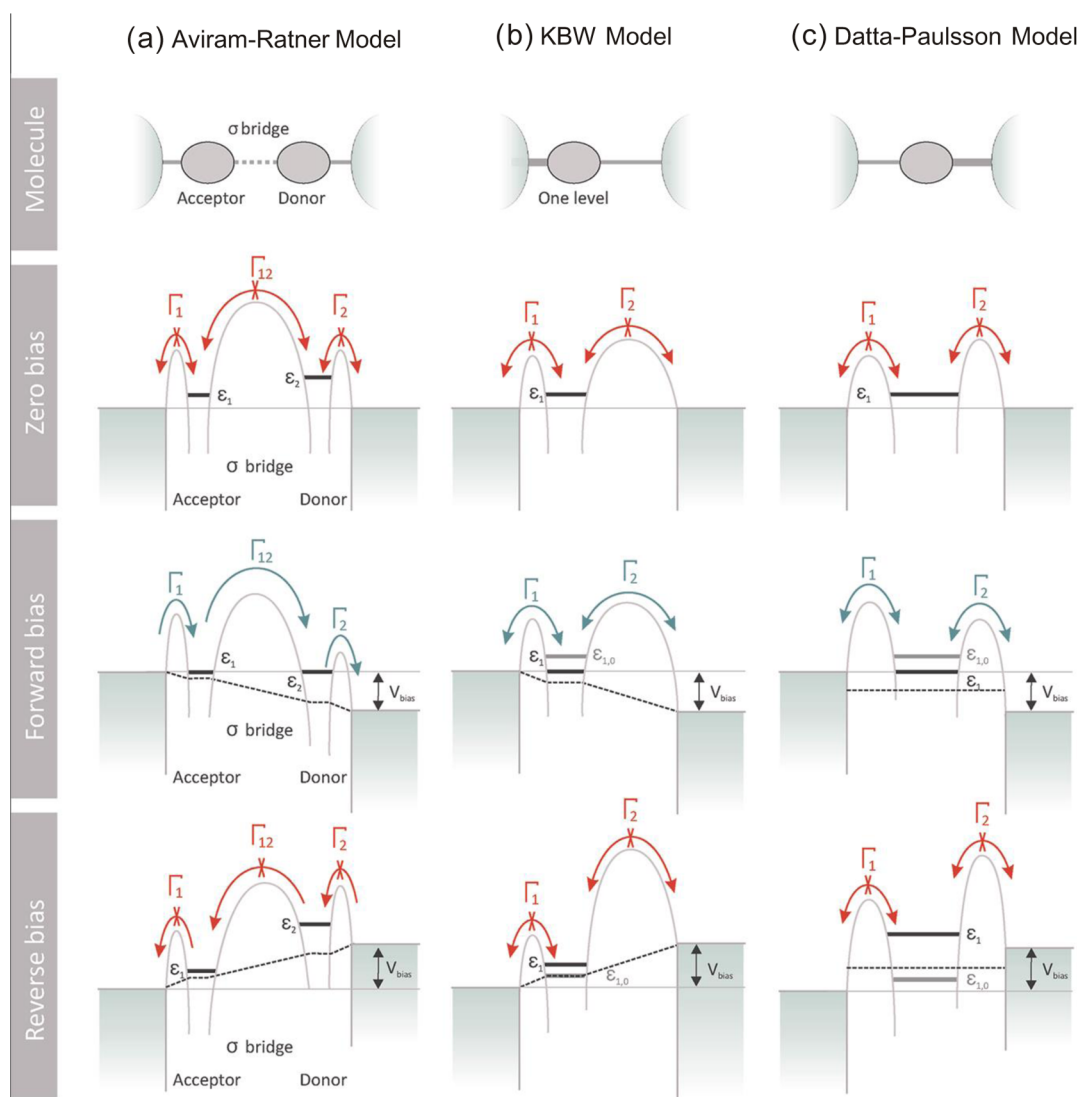 (a) Aviram-Ratner Model
(b) KBW Model
(c) Datta-Paulsson Model
Molecule
σ bridge
Acceptor
Donor
One level
Zero bias
Γ1
Γ12
Γ2
ε1
ε2
σ bridge
Acceptor
Donor
Γ1
Γ2
ε1
Γ1
Γ2
ε1
Forward bias
Γ1
Γ12
Γ2
ε1
ε2
Vbias
σ bridge
Acceptor
Donor
Γ1
Γ2
ε1
ε1,0
Vbias
Γ1
Γ2
ε1,0
ε1
Vbias
Reverse bias
Γ1
Γ12
Γ2
ε1
ε2
Vbias
σ bridge
Acceptor
Donor
Γ1
Γ2
ε1
ε1,0
Vbias
Γ1
Γ2
ε1
ε1,0
Vbias